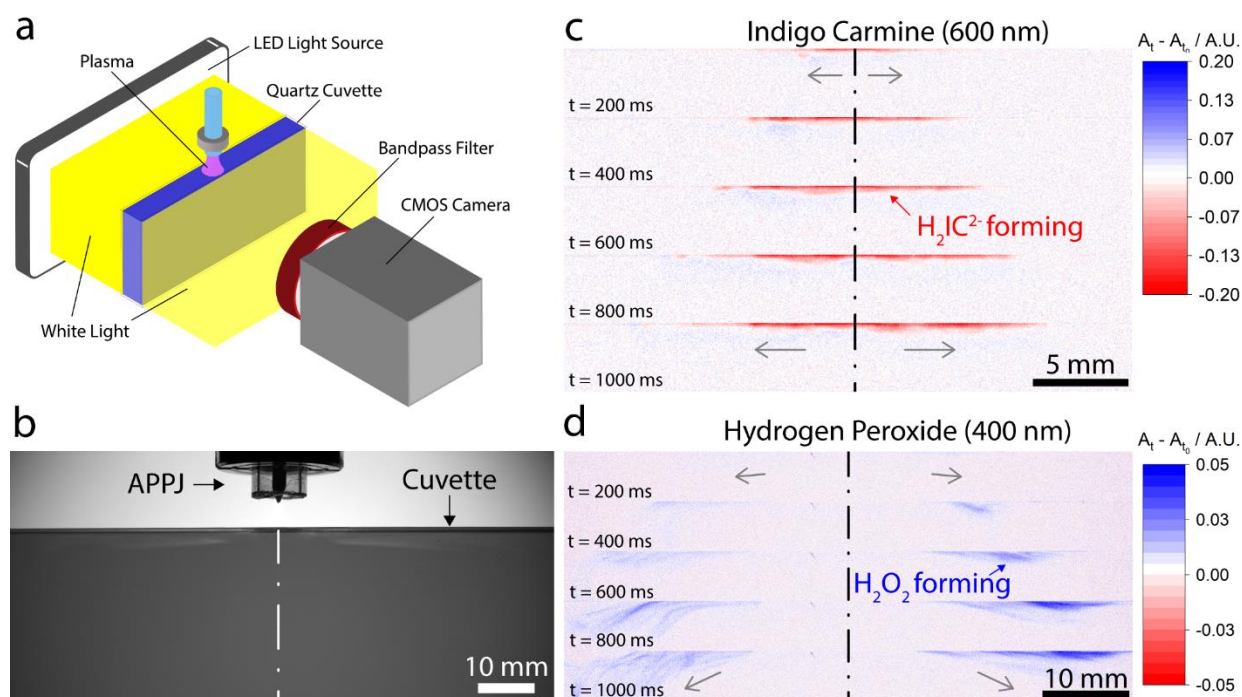 a
LED Light Source
Plasma
Quartz Cuvette
Bandpass Filter
CMOS Camera
White Light
b
APPJ
Cuvette
10 mm
c
Indigo Carmine (600 nm)
t = 200 ms
t = 400 ms
H₂IC²⁻ forming
t = 600 ms
t = 800 ms
t = 1000 ms
5 mm
Aₜ - Aₜₙ / A.U.
0.20
0.13
0.07
0.00
-0.07
-0.13
-0.20
d
Hydrogen Peroxide (400 nm)
t = 200 ms
t = 400 ms
H₂O₂ forming
t = 600 ms
t = 800 ms
t = 1000 ms
10 mm
Aₜ - Aₜ₀ / A.U.
0.05
0.03
0.00
-0.03
-0.05